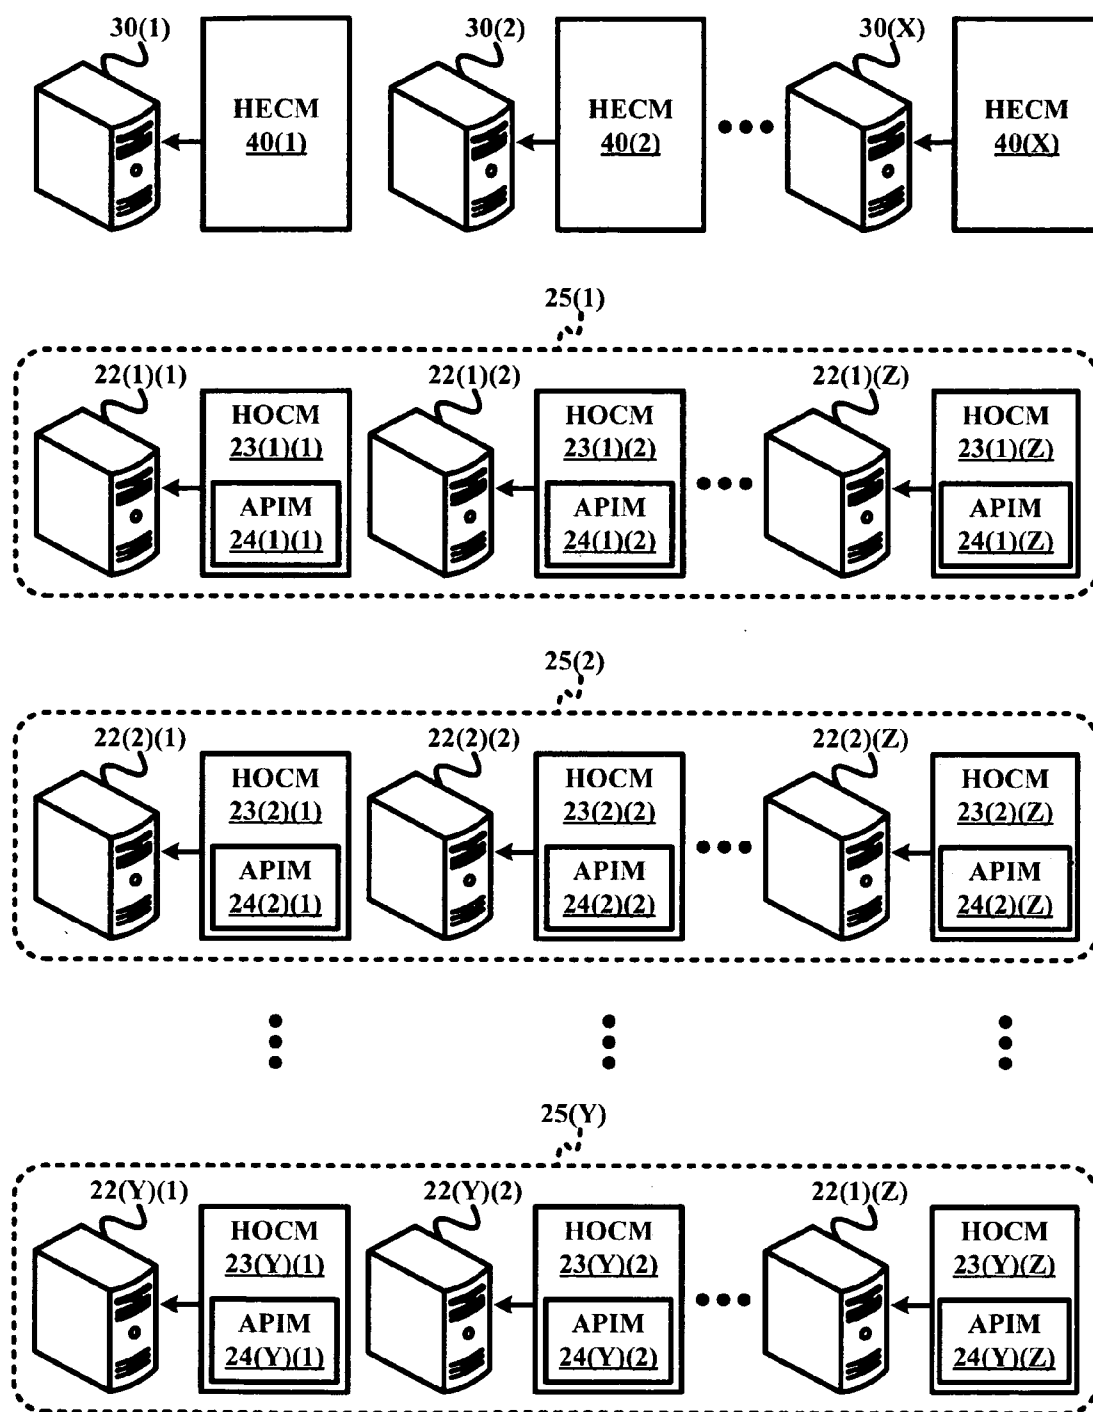 30(1) 30(2) 30(X)
HECM HECM HECM
40(1) 40(2) 40(X)
25(1)
22(1)(1) 22(1)(2) 22(1)(Z)
HOCM HOCM HOCM
23(1)(1) 23(1)(2) 23(1)(Z)
APIM APIM APIM
24(1)(1) 24(1)(2) 24(1)(Z)
25(2)
22(2)(1) 22(2)(2) 22(2)(Z)
HOCM HOCM HOCM
23(2)(1) 23(2)(2) 23(2)(Z)
APIM APIM APIM
24(2)(1) 24(2)(2) 24(2)(Z)
25(Y)
22(Y)(1) 22(Y)(2) 22(1)(Z)
HOCM HOCM HOCM
23(Y)(1) 23(Y)(2) 23(Y)(Z)
APIM APIM APIM
24(Y)(1) 24(Y)(2) 24(Y)(Z)